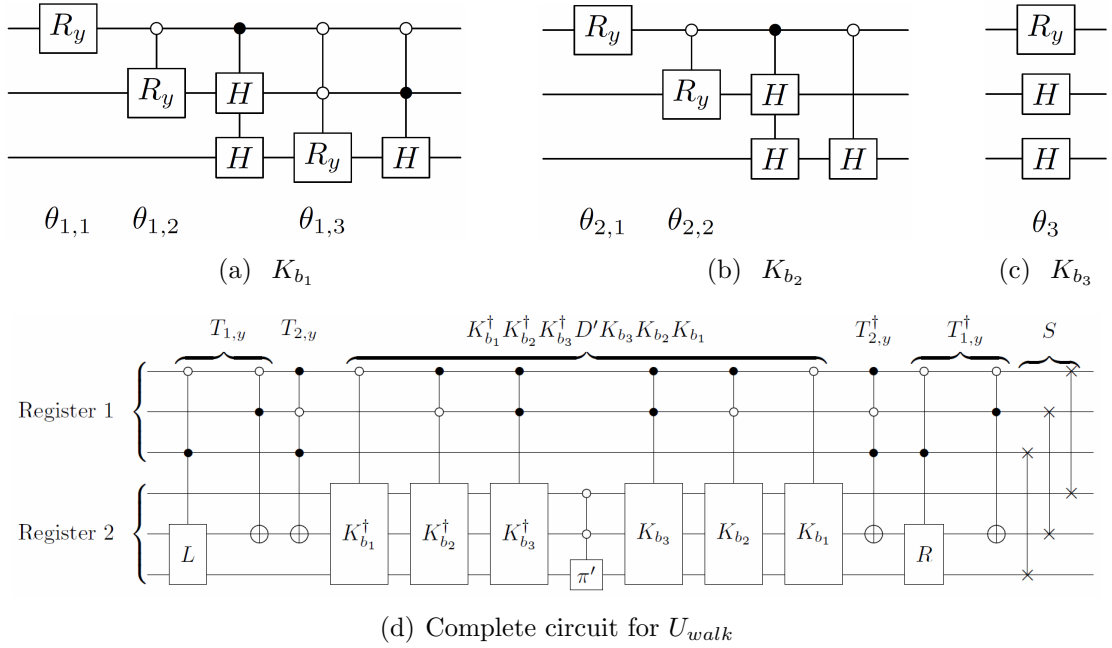 R_y R_y H H R_y H
θ_{1,1} θ_{1,2} θ_{1,3}
(a) K_{b_1}
R_y R_y H H H
θ_{2,1} θ_{2,2}
(b) K_{b_2}
R_y
H
H
θ_3
(c) K_{b_3}
T_{1,y} T_{2,y} K_{b_1}^† K_{b_2}^† K_{b_3}^† D′ K_{b_3} K_{b_2} K_{b_1} T_{2,y}^† T_{1,y}^† S
Register 1
Register 2
L K_{b_1}^† K_{b_2}^† K_{b_3}^† π′ K_{b_3} K_{b_2} K_{b_1} R
(d) Complete circuit for U_{walk}